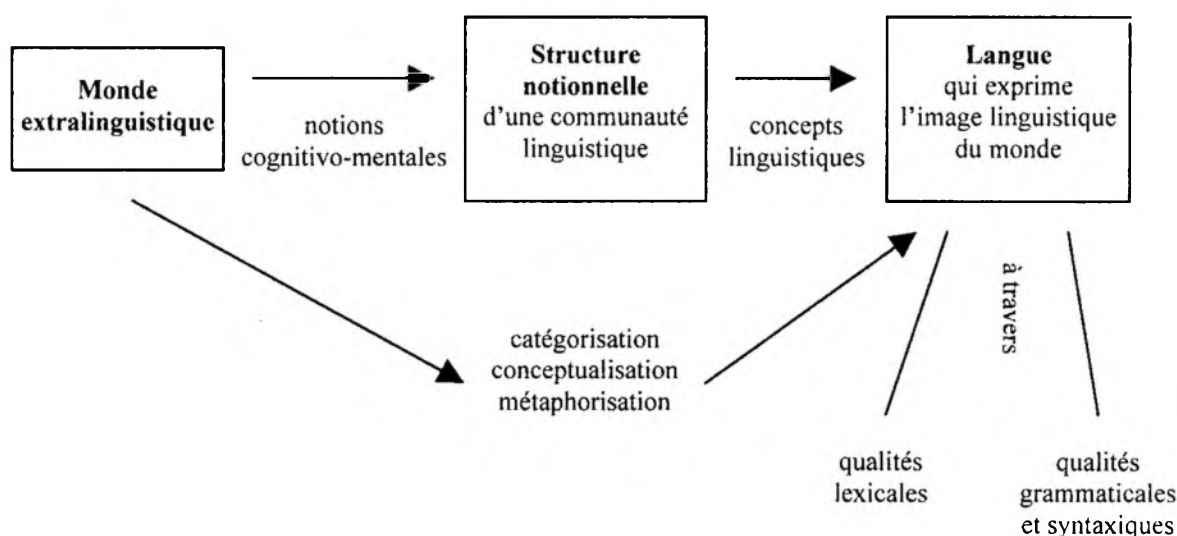 Monde
extralinguistique
notions
cognitivo-mentales
Structure
notionnelle
d'une communauté
linguistique
concepts
linguistiques
Langue
qui exprime
l'image linguistique
du monde
à travers
catégorisation
conceptualisation
métaphorisation
qualités
lexicales
qualités
grammaticales
et syntaxiques